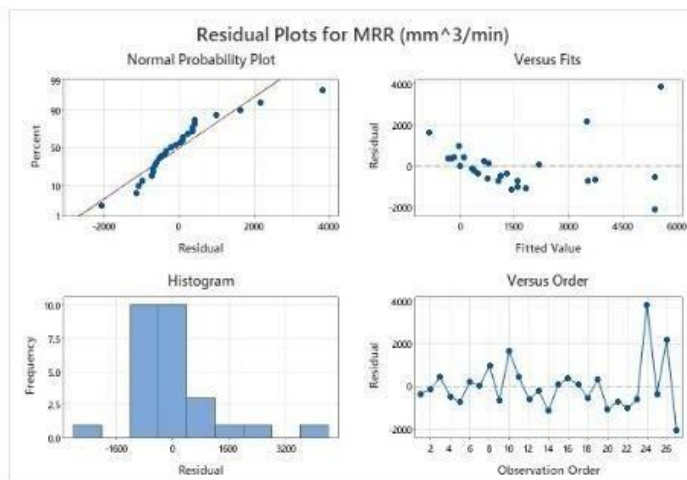 Residual Plots for MRR (mm^3/min)
Normal Probability Plot
99
90
50
10
1
Percent
-2000 0 2000 4000
Residual
Versus Fits
4000
2000
0
-2000
Residual
0 1500 3000 4500 6000
Fitted Value
Histogram
10.0
7.5
5.0
2.5
0.0
Frequency
-1600 0 1600 3200
Residual
Versus Order
4000
2000
0
-2000
Residual
2 4 6 8 10 12 14 16 18 20 22 24 26
Observation Order